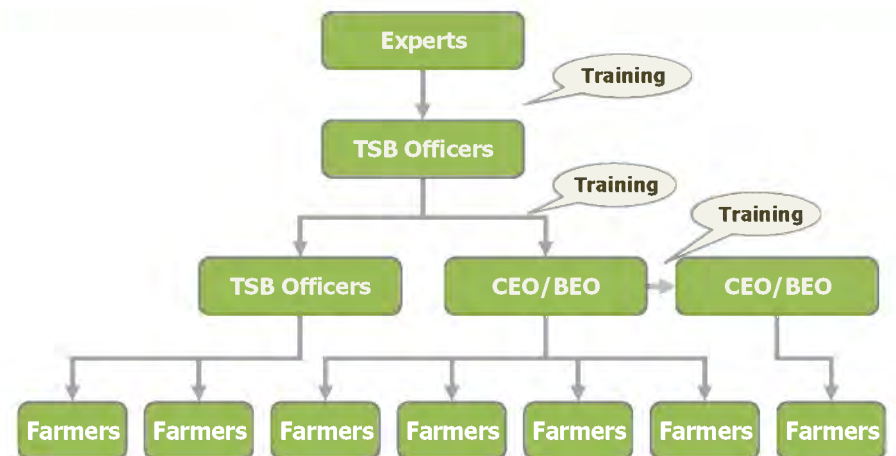 Experts
Training
TSB Officers
Training
Training
TSB Officers
CEO/BEO
CEO/BEO
Farmers
Farmers
Farmers
Farmers
Farmers
Farmers
Farmers